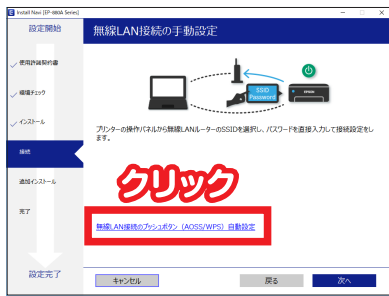 Install Navi [EP-880A Series]
設定開始
無線LAN接続の手動設定
使用許諾契約書
環境チェック
インストール
接続
追加インストール
完了
設定完了
SSID
Password
EPSON
プリンターの操作パネルから無線LANルーターのSSIDを選択し、パスワードを直接入力して接続設定をし
ます。
クリック
無線LAN接続のプッシュボタン（AOSS/WPS）自動設定
キャンセル
戻る
次へ